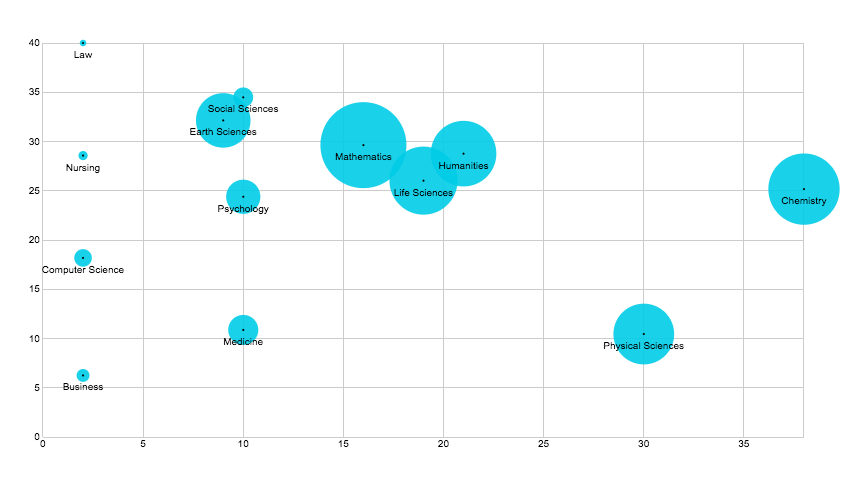 40
Law
35
Social Sciences
Earth Sciences
30
Mathematics
Humanities
Nursing
25
Life Sciences
Chemistry
Psychology
20
Computer Science
15
10
Medicine
Physical Sciences
5
Business
0
0 5 10 15 20 25 30 35